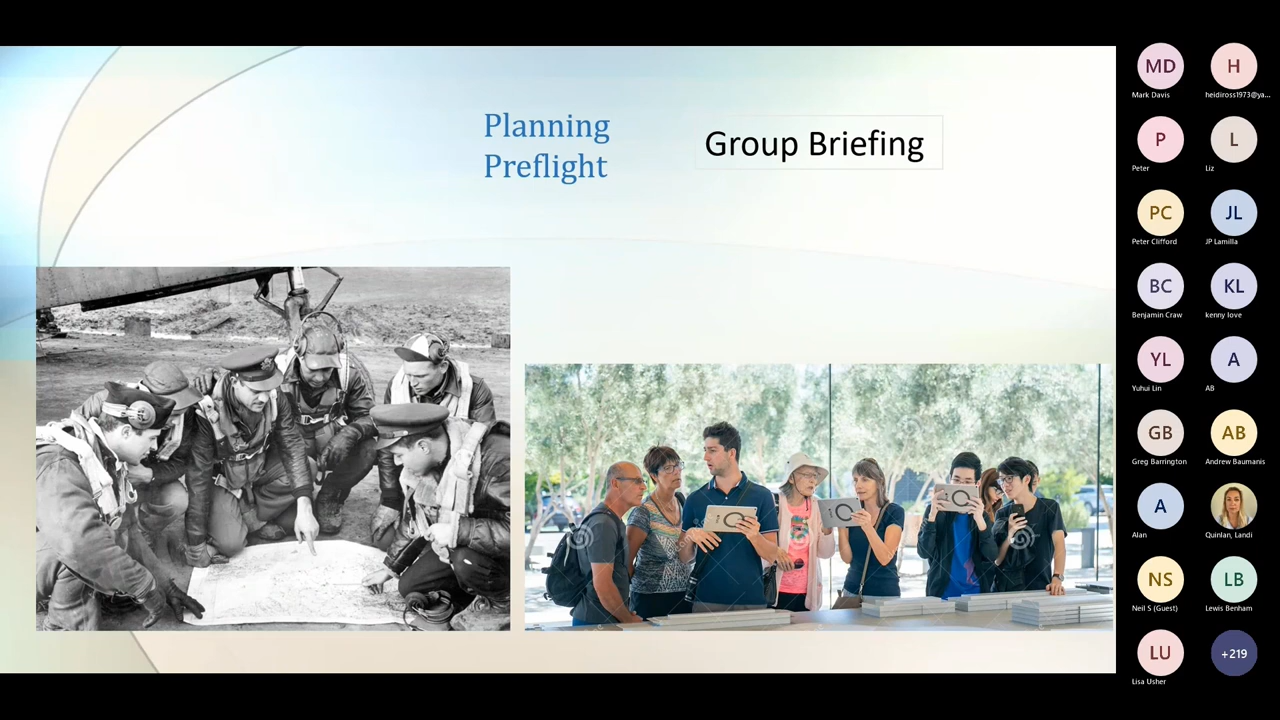 Planning
Preflight
Group Briefing
MD
Mark Davis
H
heidiross1973@ya...
P
Peter
L
Liz
PC
Peter Clifford
JL
JP Lamilla
BC
Benjamin Craw
KL
kenny love
YL
Yuhui Lin
A
AB
GB
Greg Barrington
AB
Andrew Baumanis
A
Alan
Quinlan, Landi
NS
Neil S (Guest)
LB
Lewis Benham
LU
Lisa Usher
+219